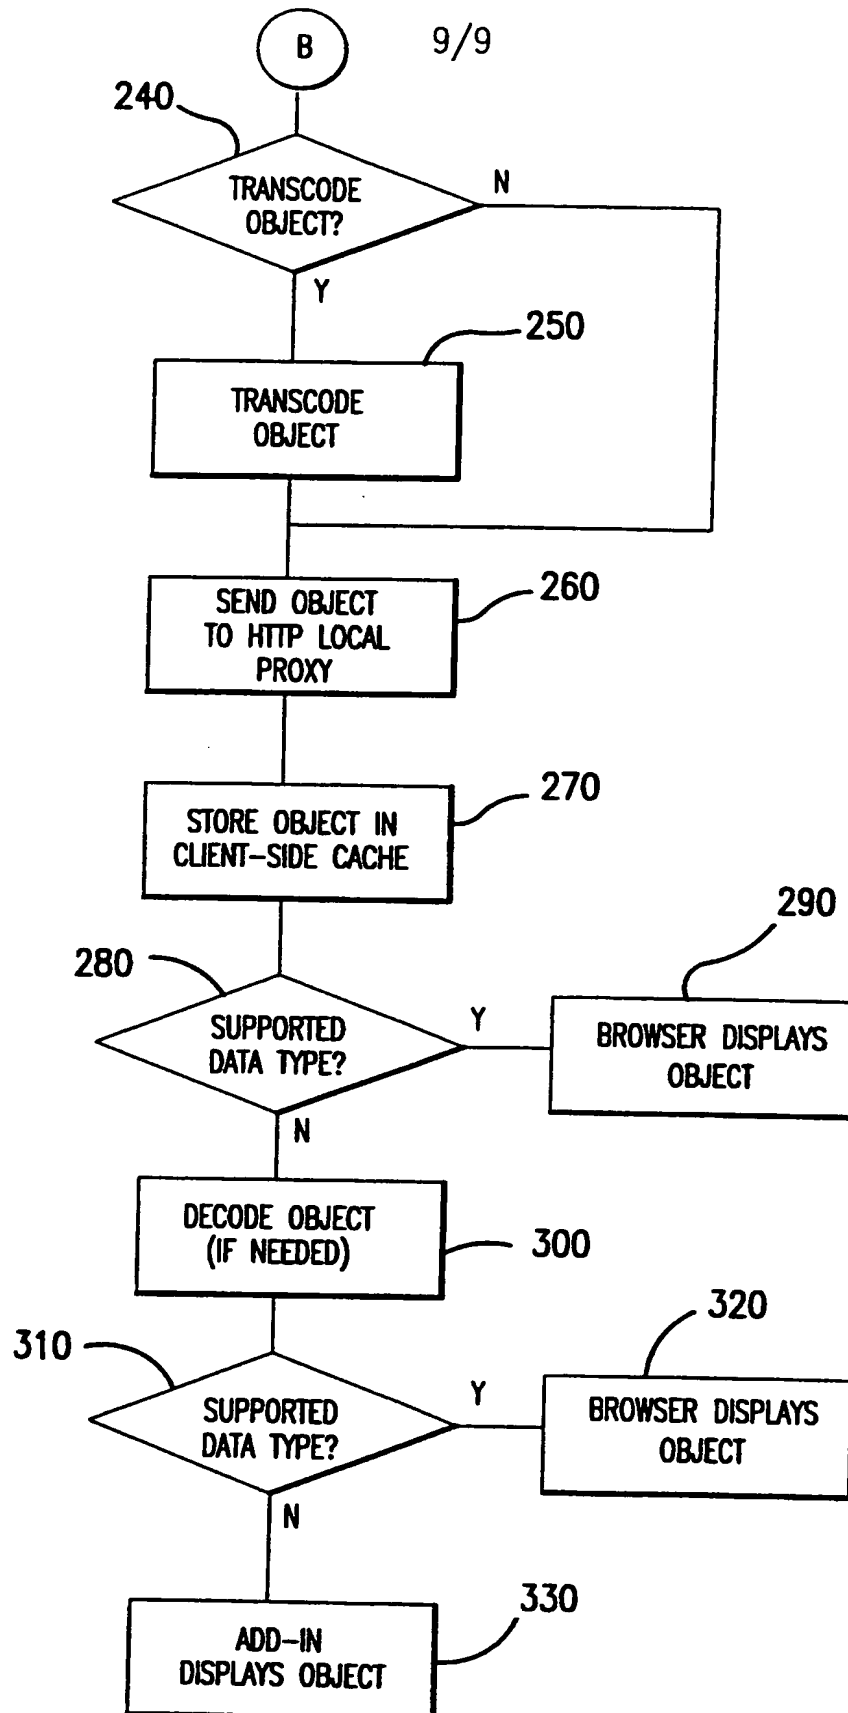 B
9/9
240
TRANSCODE
OBJECT?
N
Y
250
TRANSCODE
OBJECT
260
SEND OBJECT
TO HTTP LOCAL
PROXY
270
STORE OBJECT IN
CLIENT-SIDE CACHE
290
280
SUPPORTED
DATA TYPE?
Y
BROWSER DISPLAYS
OBJECT
N
DECODE OBJECT
(IF NEEDED)
300
320
310
SUPPORTED
DATA TYPE?
Y
BROWSER DISPLAYS
OBJECT
N
330
ADD-IN
DISPLAYS OBJECT